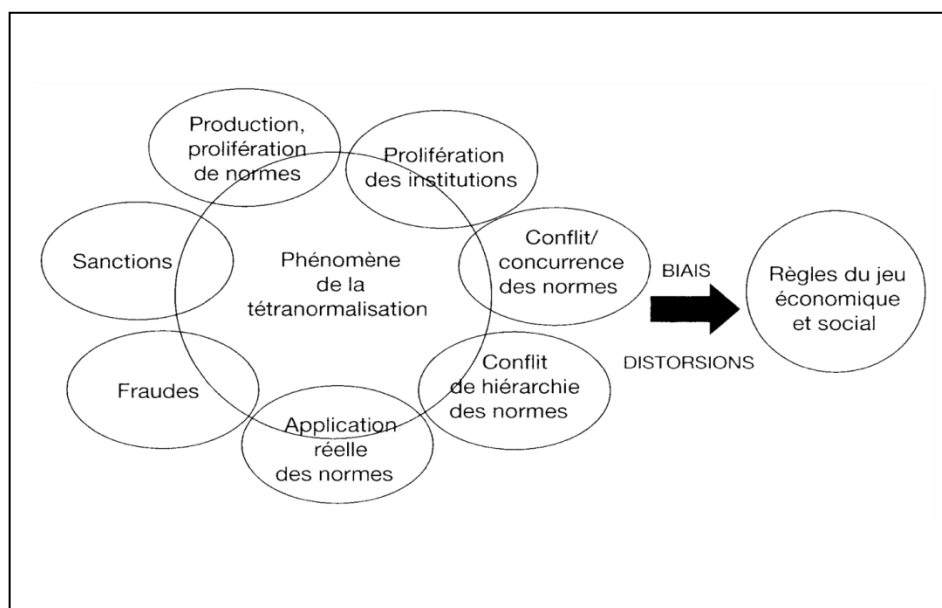 Production,
prolifération
de normes
Prolifération
des institutions
Sanctions
Phénomène
de la
tétranormalisation
Conflit/
concurrence
des normes
BIAIS
DISTORSIONS
Règles du jeu
économique
et social
Fraudes
Application
réelle
des normes
Conflit
de hiérarchie
des normes